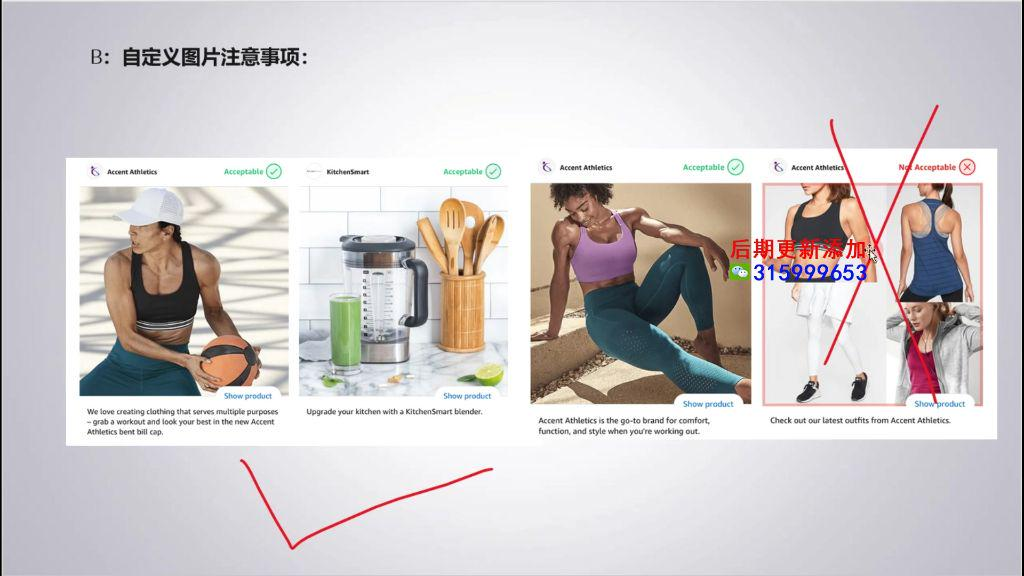 B：自定义图片注意事项：
Accent Athletics
Acceptable
KitchenSmart
Acceptable
Accent Athletics
Acceptable
Accent Athletics
Not Acceptable
后期更新添加:
315999653
Show product
Show product
Show product
Show product
We love creating clothing that serves multiple purposes
– grab a workout and look your best in the new Accent
Athletics bent bill cap.
Upgrade your kitchen with a KitchenSmart blender.
Accent Athletics is the go-to brand for comfort,
function, and style when you're working out.
Check out our latest outfits from Accent Athletics.